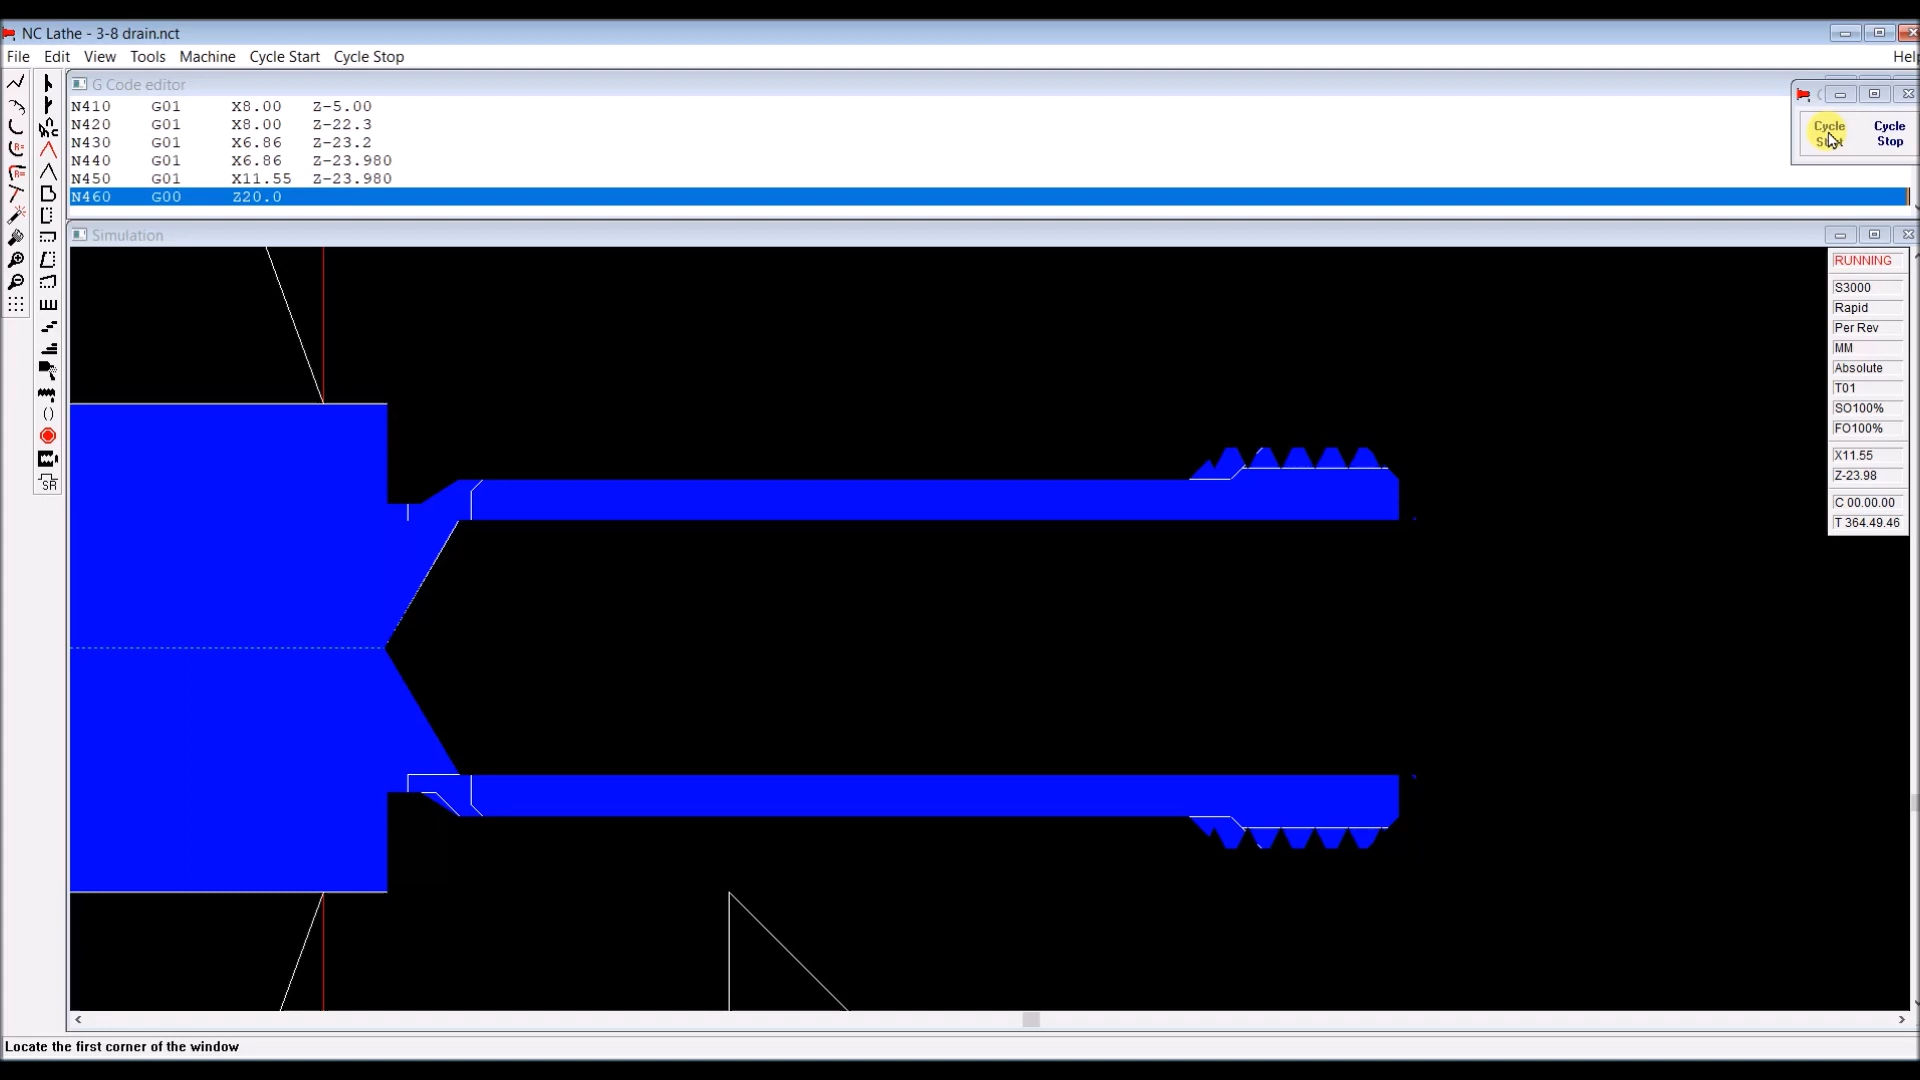 NC Lathe - 3-8 drain.nct
File Edit View Tools Machine Cycle Start Cycle Stop Help
G Code editor
N410 G01 X8.00 Z-5.00
N420 G01 X8.00 Z-22.3
N430 G01 X6.86 Z-23.2
N440 G01 X6.86 Z-23.980
N450 G01 X11.55 Z-23.980
N460 G00 Z20.0
Cycle Start
Cycle Stop
Simulation
RUNNING
S3000
Rapid
Per Rev
MM
Absolute
T01
SO100%
FO100%
X11.55
Z-23.98
C 00.00.00
T 364.49.46
R=
R=
SR
Locate the first corner of the window